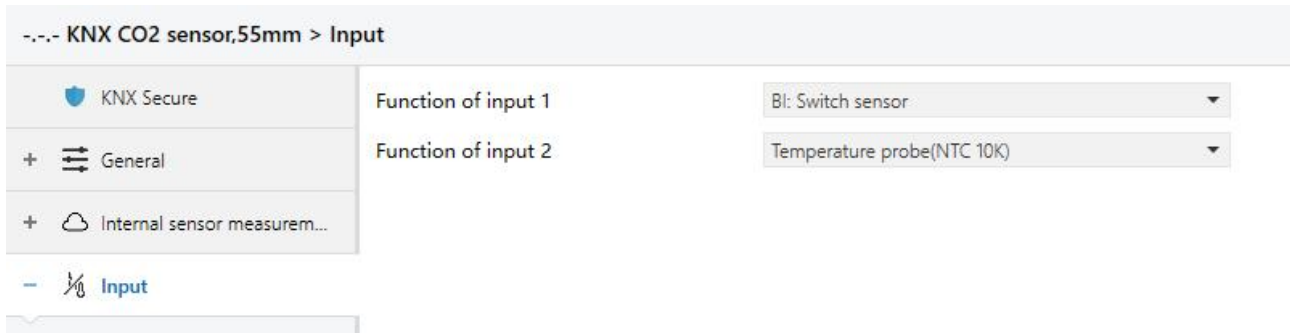 -.-.- KNX CO2 sensor,55mm > Input
KNX Secure
Function of input 1
BI: Switch sensor
+ General
Function of input 2
Temperature probe(NTC 10K)
+ Internal sensor measurem...
− Input